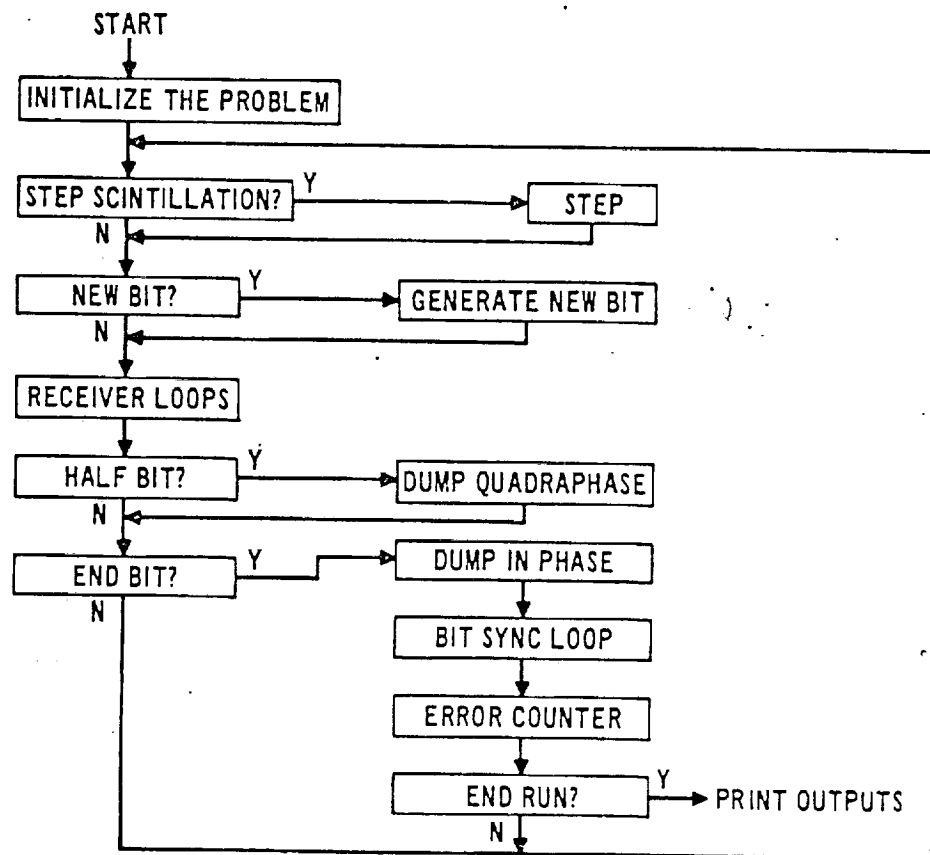 START
INITIALIZE THE PROBLEM
STEP SCINTILLATION?
Y
STEP
N
NEW BIT?
Y
GENERATE NEW BIT
N
RECEIVER LOOPS
HALF BIT?
Y
DUMP QUADRAPHASE
N
END BIT?
Y
DUMP IN PHASE
N
BIT SYNC LOOP
ERROR COUNTER
END RUN?
Y
PRINT OUTPUTS
N